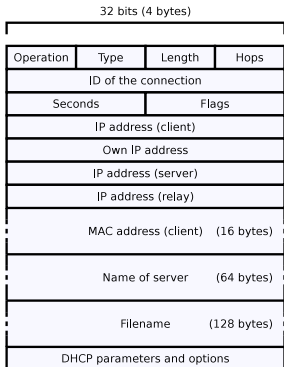 32 bits (4 bytes)
Operation Type Length Hops
ID of the connection
Seconds Flags
IP address (client)
Own IP address
IP address (server)
IP address (relay)
MAC address (client) (16 bytes)
Name of server (64 bytes)
Filename (128 bytes)
DHCP parameters and options